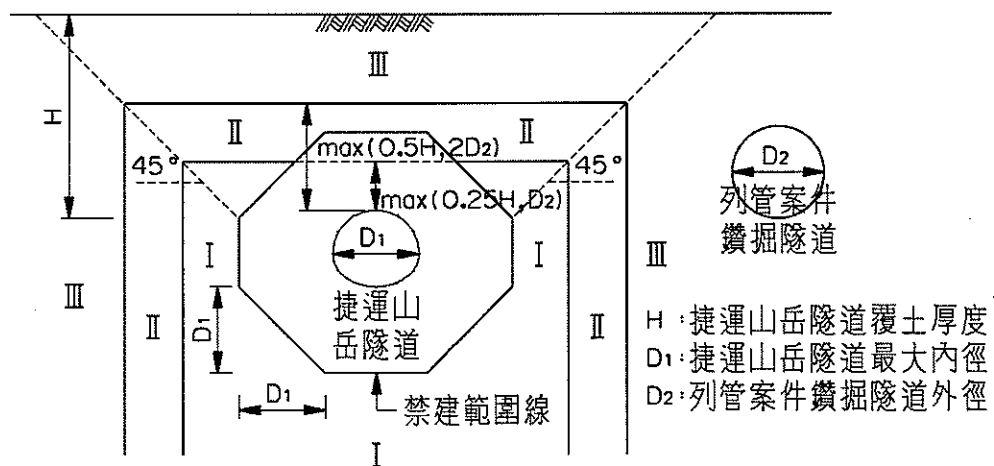 Ⅲ
H
Ⅱ
Ⅱ
max(0.5H,2D₂)
45°
45°
max(0.25H,D₂)
D₂
列管案件
鑽掘隧道
Ⅰ
D₁
Ⅰ
Ⅲ
Ⅲ
捷運山
岳隧道
Ⅱ
D₁
Ⅱ
H:捷運山岳隧道覆土厚度
D₁:捷運山岳隧道最大內徑
D₂:列管案件鑽掘隧道外徑
D₁
禁建範圍線
Ⅰ